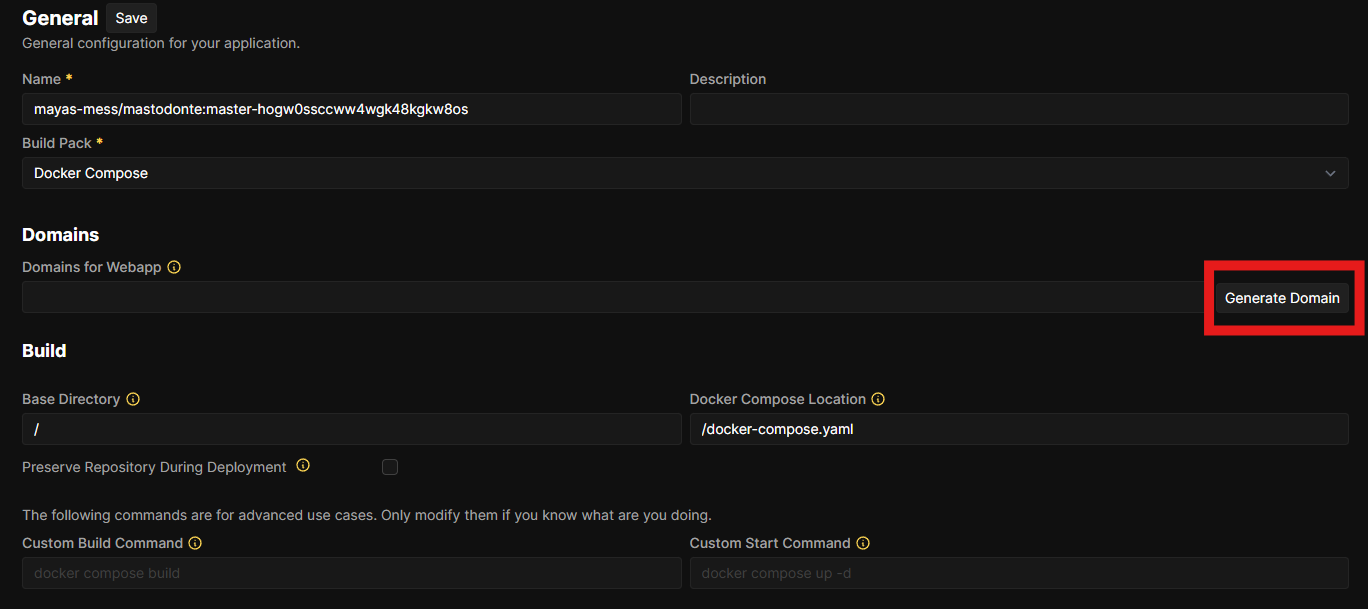 General Save
General configuration for your application.
Name * Description
mayas-mess/mastodonte:master-hogw0ssccww4wgk48kgkw8os
Build Pack *
Docker Compose
Domains
Domains for Webapp
Generate Domain
Build
Base Directory Docker Compose Location
/ /docker-compose.yaml
Preserve Repository During Deployment
The following commands are for advanced use cases. Only modify them if you know what are you doing.
Custom Build Command Custom Start Command
docker compose build docker compose up -d